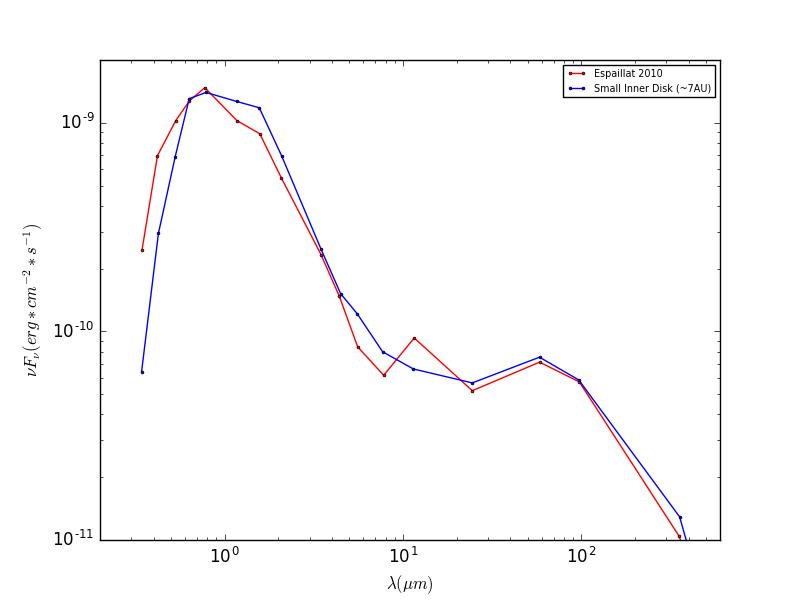 Espaillat 2010
Small Inner Disk (~7AU)
10^-9
10^-10
10^-11
νF_ν(erg∗cm^−2∗s^−1)
10^0 10^1 10^2
λ(μm)